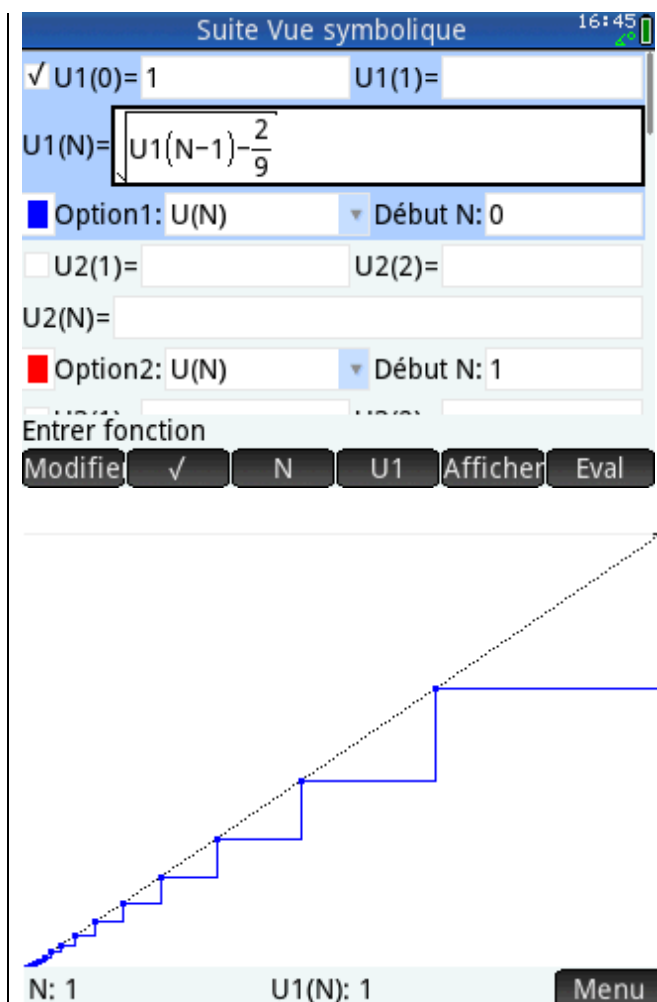 Suite Vue symbolique 16:45
√ U1(0)= 1 U1(1)=
U1(N)= √U1(N-1)-2/9
Option1: U(N) Début N: 0
U2(1)= U2(2)=
U2(N)=
Option2: U(N) Début N: 1
Entrer fonction
Modifier √ N U1 Afficher Eval
N: 1 U1(N): 1 Menu